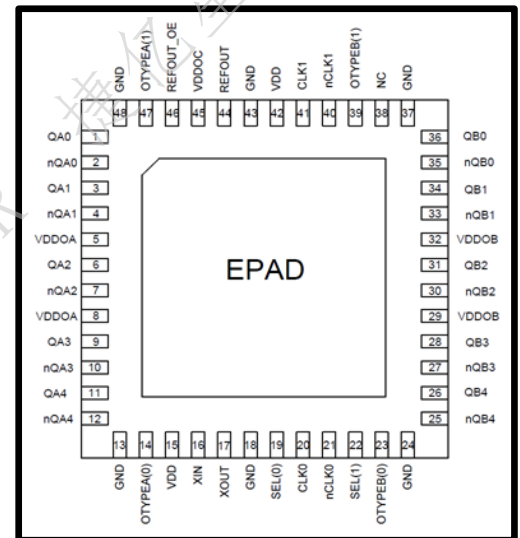 GND OTYPEA(1) REFOUT_OE VDDOC REFOUT GND VDD CLK1 nCLK1 OTYPEB(1) NC GND
48 47 46 45 44 43 42 41 40 39 38 37
QA0 1 36 QB0
nQA0 2 35 nQB0
QA1 3 34 QB1
nQA1 4 33 nQB1
VDDOA 5 32 VDDOB
QA2 6 31 QB2
EPAD
nQA2 7 30 nQB2
VDDOA 8 29 VDDOB
QA3 9 28 QB3
nQA3 10 27 nQB3
QA4 11 26 QB4
nQA4 12 25 nQB4
13 14 15 16 17 18 19 20 21 22 23 24
GND OTYPEA(0) VDD XIN XOUT GND SEL(0) CLK0 nCLK0 SEL(1) OTYPEB(0) GND
R 捷亿